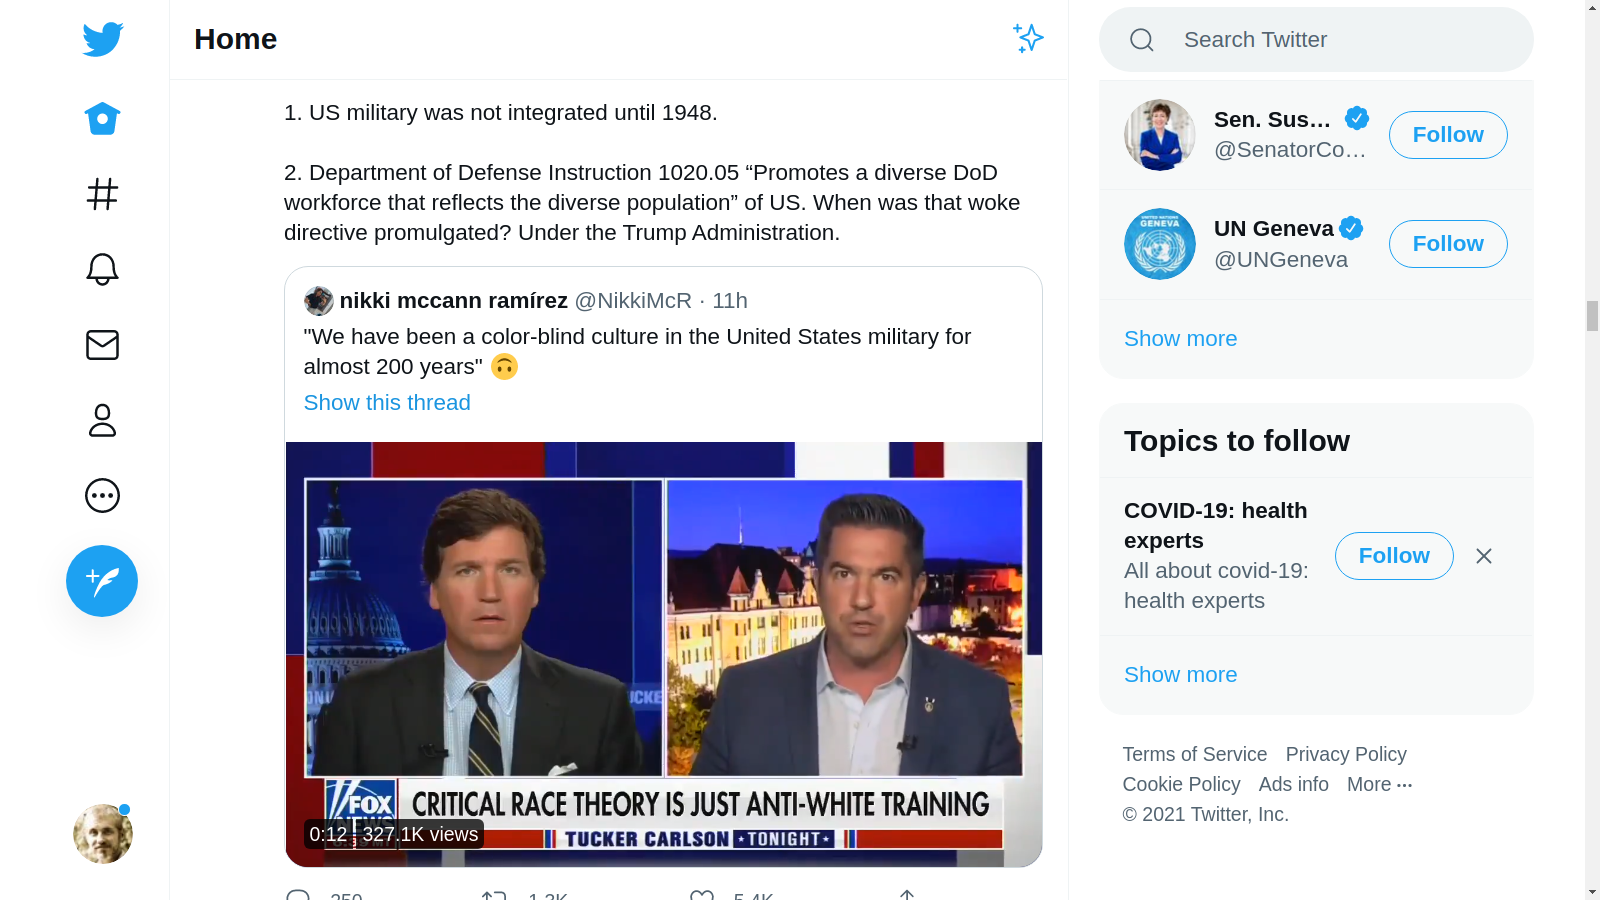 Home
1. US military was not integrated until 1948.
2. Department of Defense Instruction 1020.05 “Promotes a diverse DoD
workforce that reflects the diverse population” of US. When was that woke
directive promulgated? Under the Trump Administration.
nikki mccann ramírez @NikkiMcR · 11h
"We have been a color-blind culture in the United States military for
almost 200 years" 🙃
Show this thread
FOX
NEWS
CRITICAL RACE THEORY IS JUST ANTI-WHITE TRAINING
0:12 327.1K views
TUCKER CARLSON TONIGHT
Search Twitter
Sen. Sus…
@SenatorCo…
Follow
UNITED NATIONS
GENEVA
UN Geneva
@UNGeneva
Follow
Show more
Topics to follow
COVID-19: health
experts
All about covid-19:
health experts
Follow
Show more
Terms of Service Privacy Policy
Cookie Policy Ads info More ···
© 2021 Twitter, Inc.